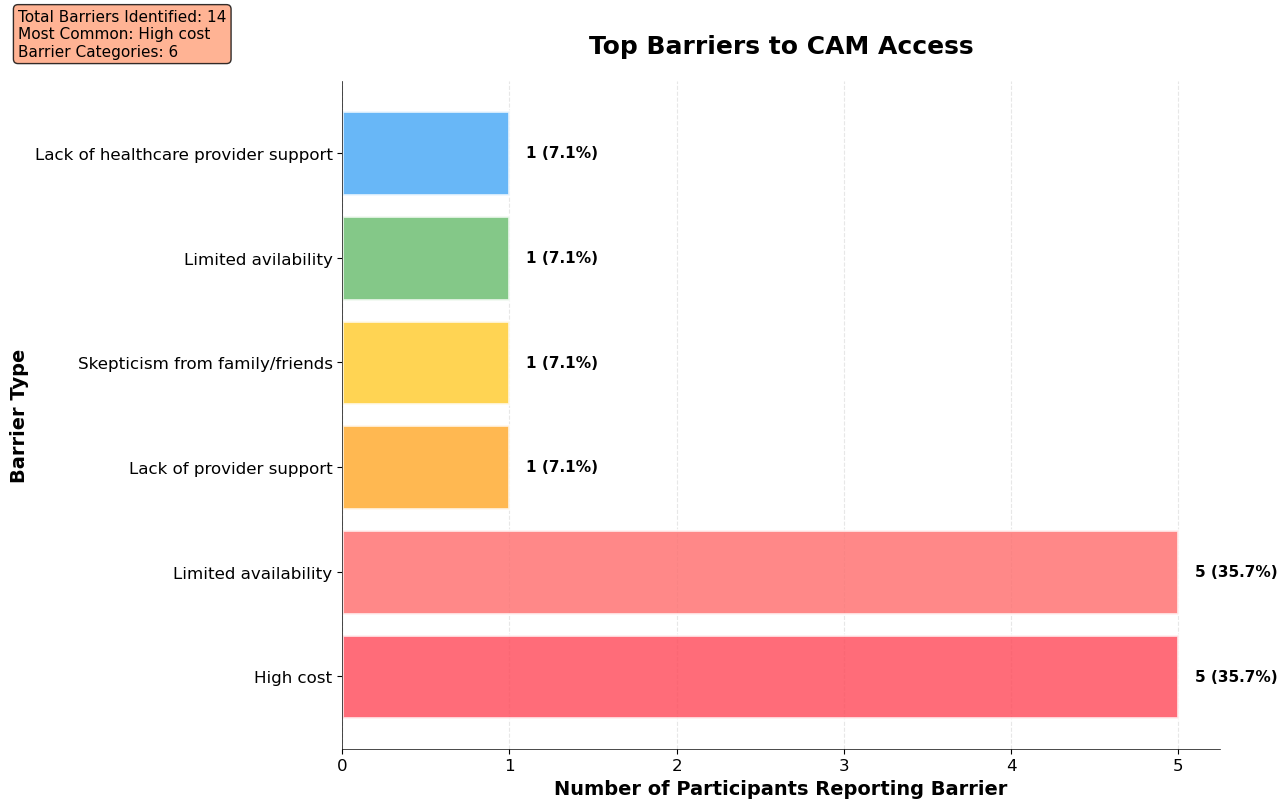 Total Barriers Identified: 14
Most Common: High cost
Barrier Categories: 6
Top Barriers to CAM Access
Barrier Type
Lack of healthcare provider support
1 (7.1%)
Limited avilability
1 (7.1%)
Skepticism from family/friends
1 (7.1%)
Lack of provider support
1 (7.1%)
Limited availability
5 (35.7%)
High cost
5 (35.7%)
0 1 2 3 4 5
Number of Participants Reporting Barrier